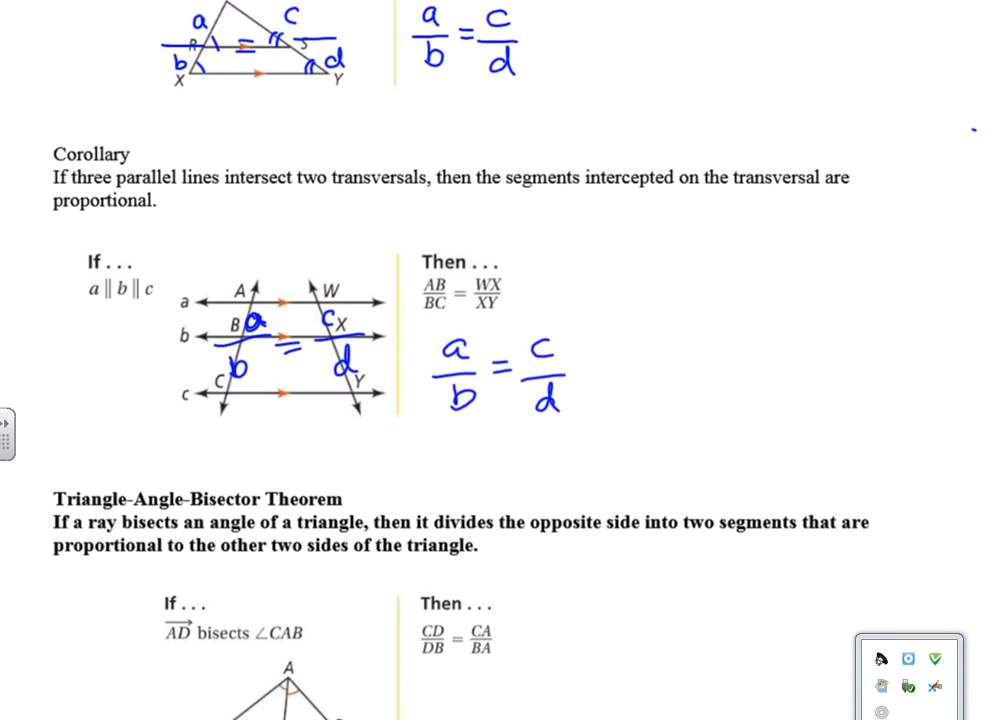 a c
R S
b d
X Y
a/b = c/d
Corollary
If three parallel lines intersect two transversals, then the segments intercepted on the transversal are
proportional.
If . . .
a || b || c
A W
a
b B a = c X
b d
C Y
c
Then . . .
AB/BC = WX/XY
a/b = c/d
Triangle-Angle-Bisector Theorem
If a ray bisects an angle of a triangle, then it divides the opposite side into two segments that are
proportional to the other two sides of the triangle.
If . . .
AD bisects ∠CAB
A
Then . . .
CD/DB = CA/BA